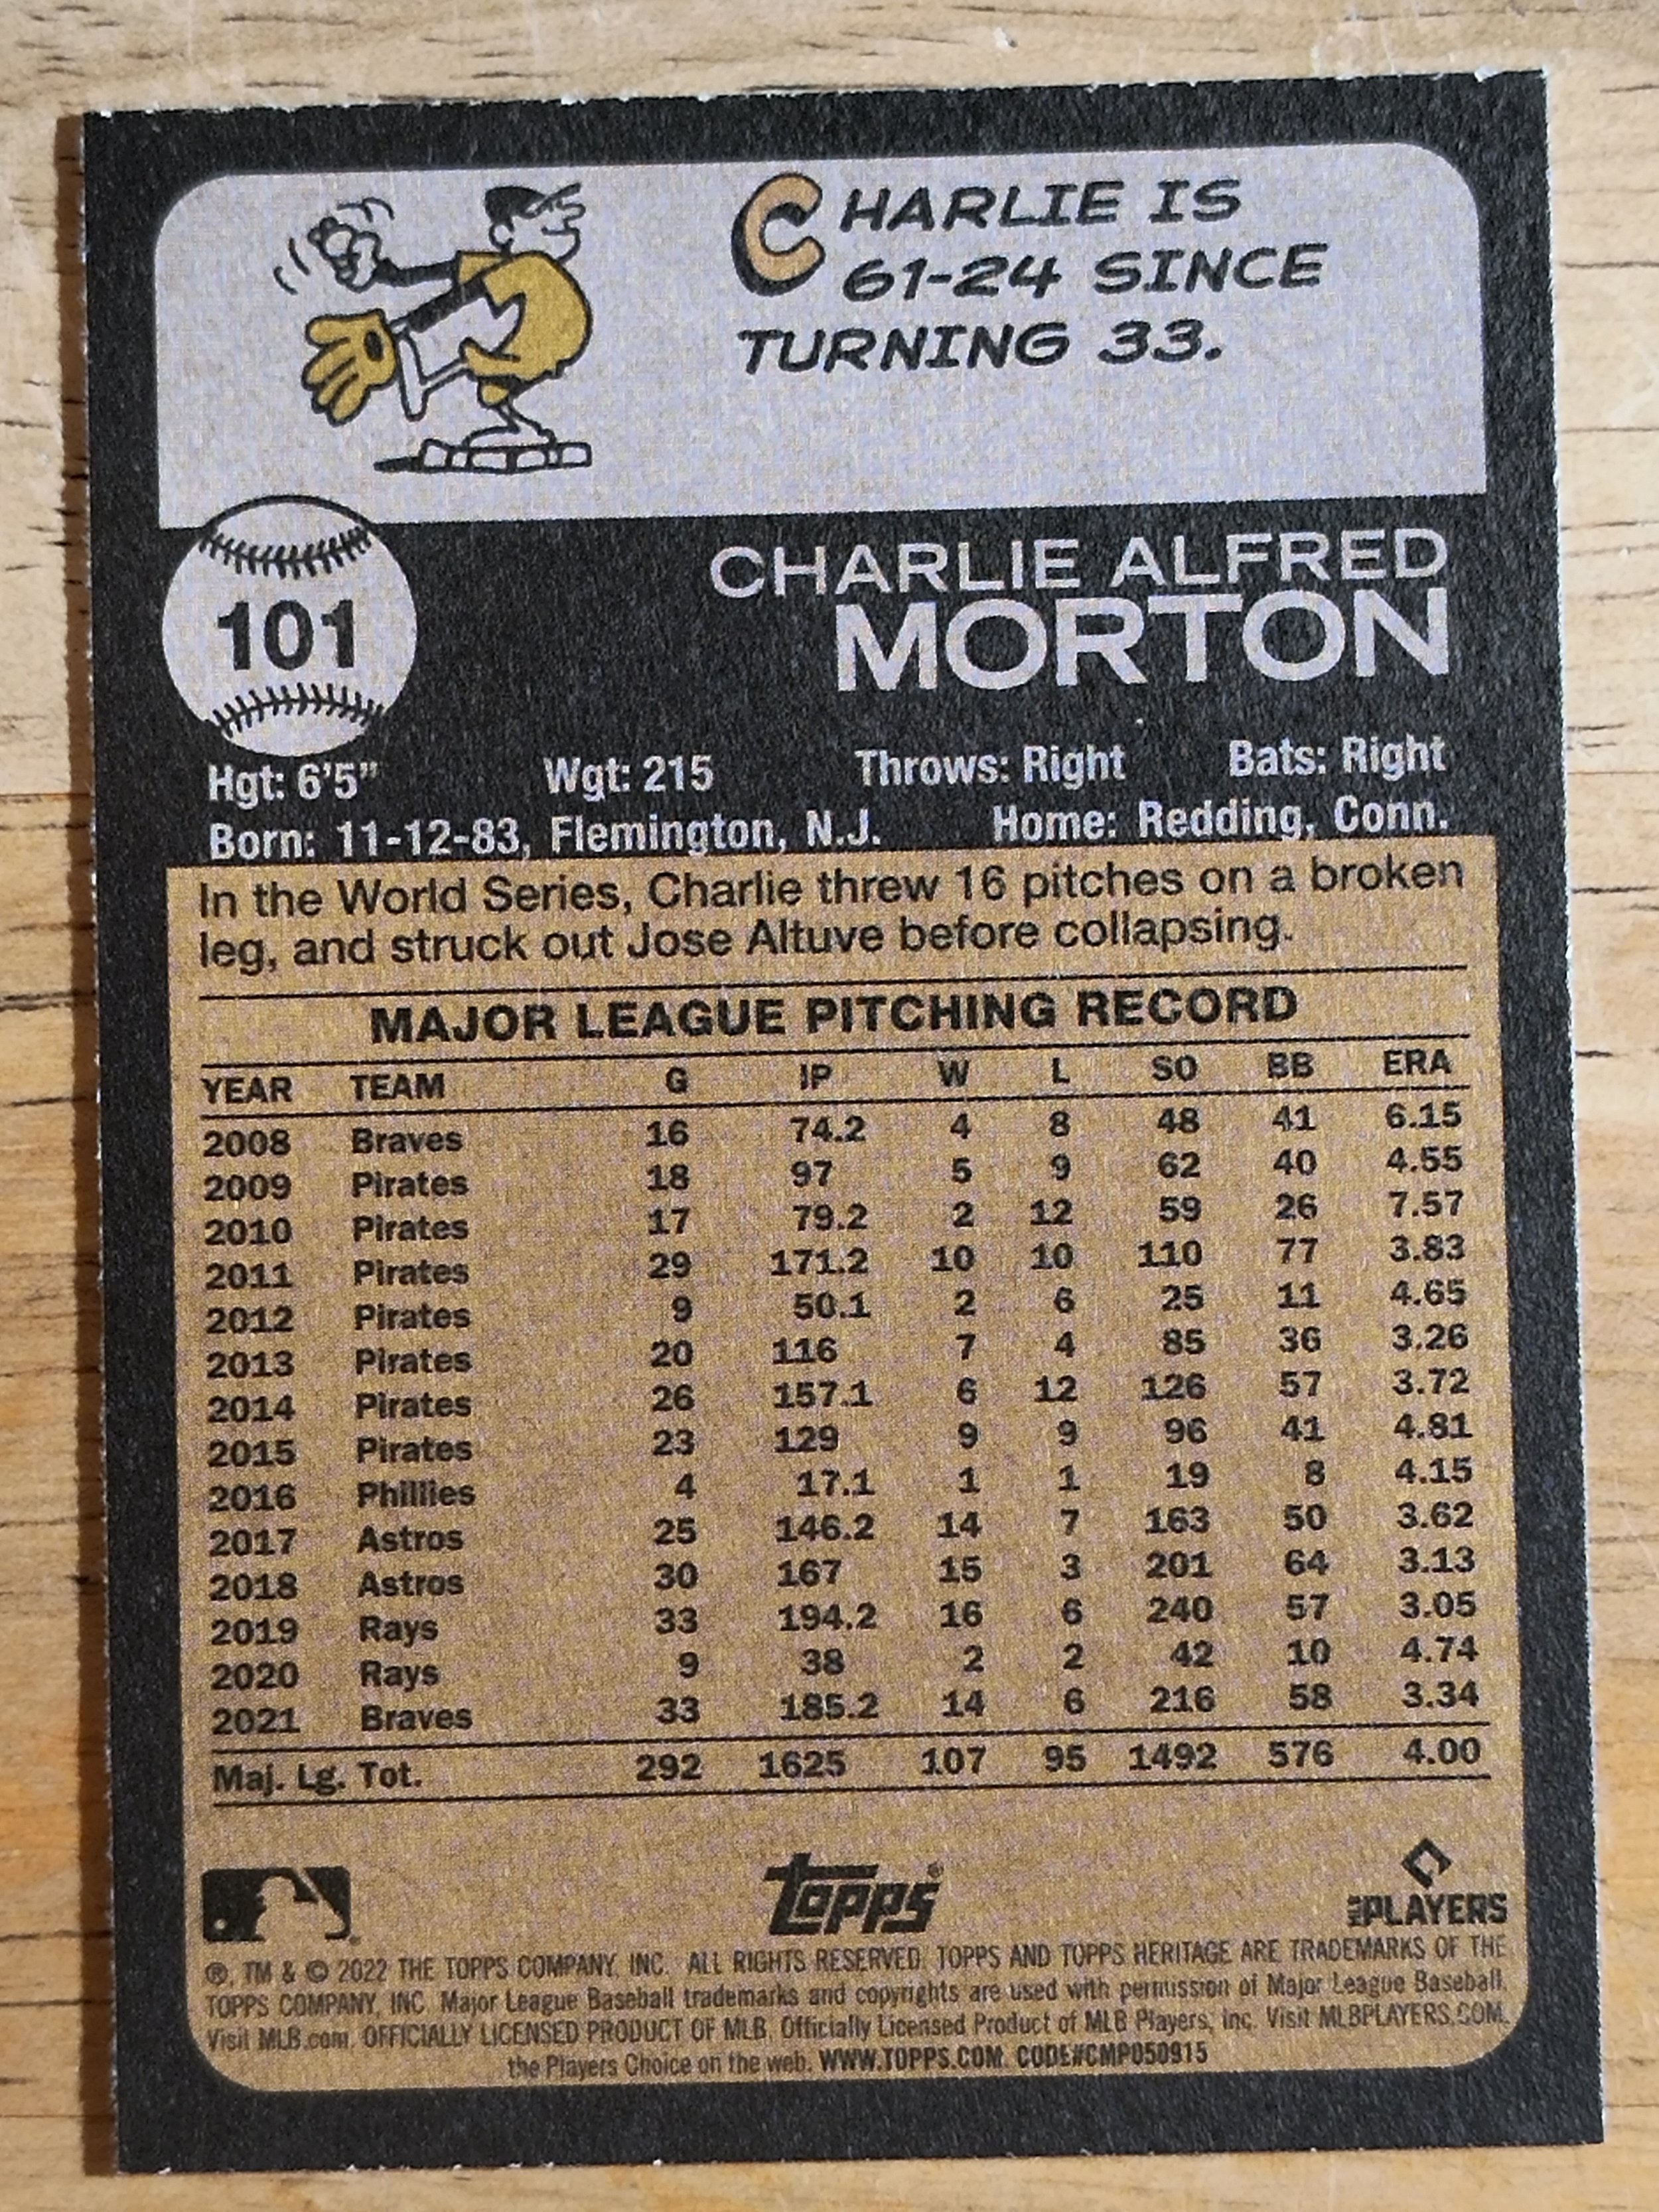 CHARLIE IS
61-24 SINCE
TURNING 33.
101
CHARLIE ALFRED
MORTON
Hgt: 6'5" Wgt: 215 Throws: Right Bats: Right
Born: 11-12-83, Flemington, N.J. Home: Redding, Conn.
In the World Series, Charlie threw 16 pitches on a broken
leg, and struck out Jose Altuve before collapsing.
MAJOR LEAGUE PITCHING RECORD
YEAR TEAM G IP W L SO BB ERA
2008 Braves 16 74.2 4 8 48 41 6.15
2009 Pirates 18 97 5 9 62 40 4.55
2010 Pirates 17 79.2 2 12 59 26 7.57
2011 Pirates 29 171.2 10 10 110 77 3.83
2012 Pirates 9 50.1 2 6 25 11 4.65
2013 Pirates 20 116 7 4 85 36 3.26
2014 Pirates 26 157.1 6 12 126 57 3.72
2015 Pirates 23 129 9 9 96 41 4.81
2016 Phillies 4 17.1 1 1 19 8 4.15
2017 Astros 25 146.2 14 7 163 50 3.62
2018 Astros 30 167 15 3 201 64 3.13
2019 Rays 33 194.2 16 6 240 57 3.05
2020 Rays 9 38 2 2 42 10 4.74
2021 Braves 33 185.2 14 6 216 58 3.34
Maj. Lg. Tot. 292 1625 107 95 1492 576 4.00
Topps® MLB PLAYERS
®, TM & © 2022 THE TOPPS COMPANY, INC. ALL RIGHTS RESERVED. TOPPS AND TOPPS HERITAGE ARE TRADEMARKS OF THE
TOPPS COMPANY, INC. Major League Baseball trademarks and copyrights are used with permission of Major League Baseball.
Visit MLB.com. OFFICIALLY LICENSED PRODUCT OF MLB. Officially Licensed Product of MLB Players, Inc. Visit MLBPLAYERS.COM,
the Players Choice on the web. WWW.TOPPS.COM CODE#CMP050915